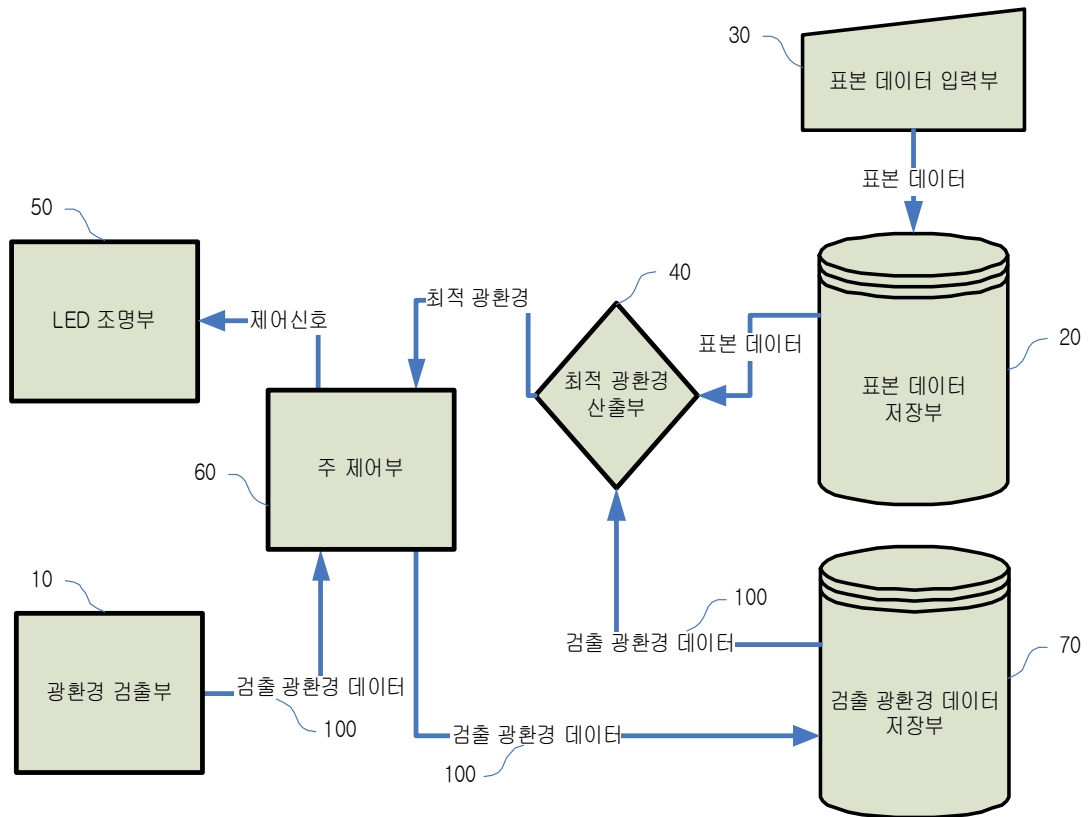 30
표본 데이터 입력부
표본 데이터
50
LED 조명부
제어신호
최적 광환경
40
최적 광환경
산출부
표본 데이터
20
표본 데이터
저장부
주 제어부
60
10
광환경 검출부
검출 광환경 데이터
100
검출 광환경 데이터
100
검출 광환경 데이터
100
70
검출 광환경 데이터
저장부